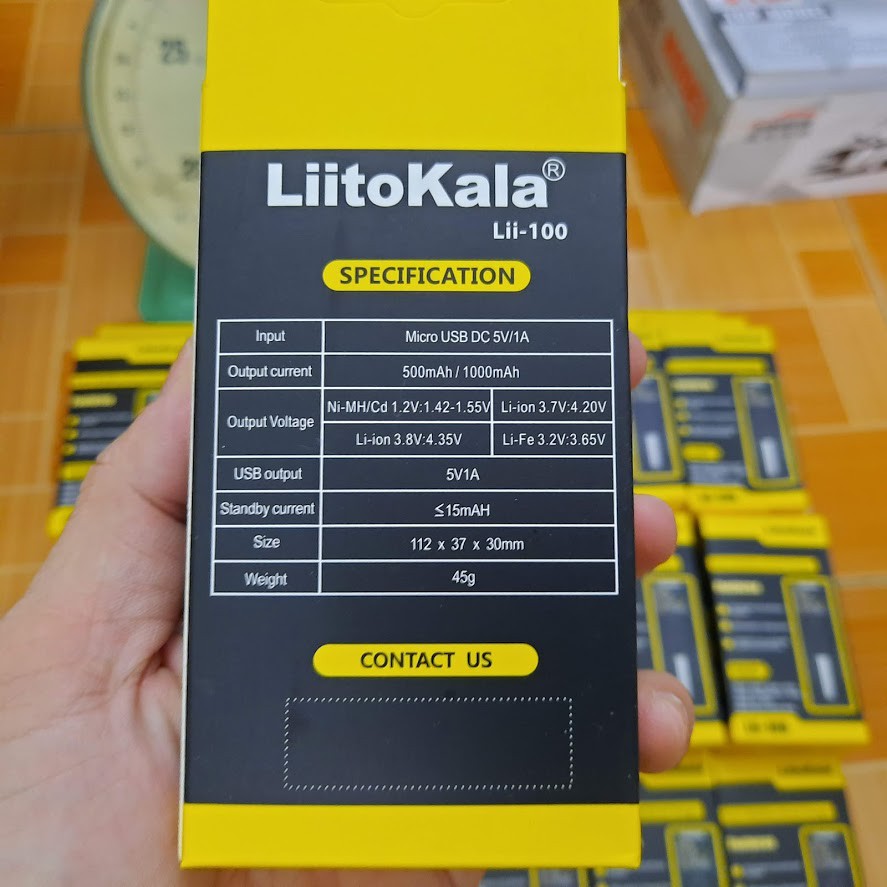 25
LiitoKala®
Lii-100
SPECIFICATION
Input Micro USB DC 5V/1A
Output current 500mAh / 1000mAh
Output Voltage Ni-MH/Cd 1.2V:1.42-1.55V Li-ion 3.7V:4.20V
Li-ion 3.8V:4.35V Li-Fe 3.2V:3.65V
USB output 5V1A
Standby current ≤15mAH
Size 112 x 37 x 30mm
Weight 45g
CONTACT US